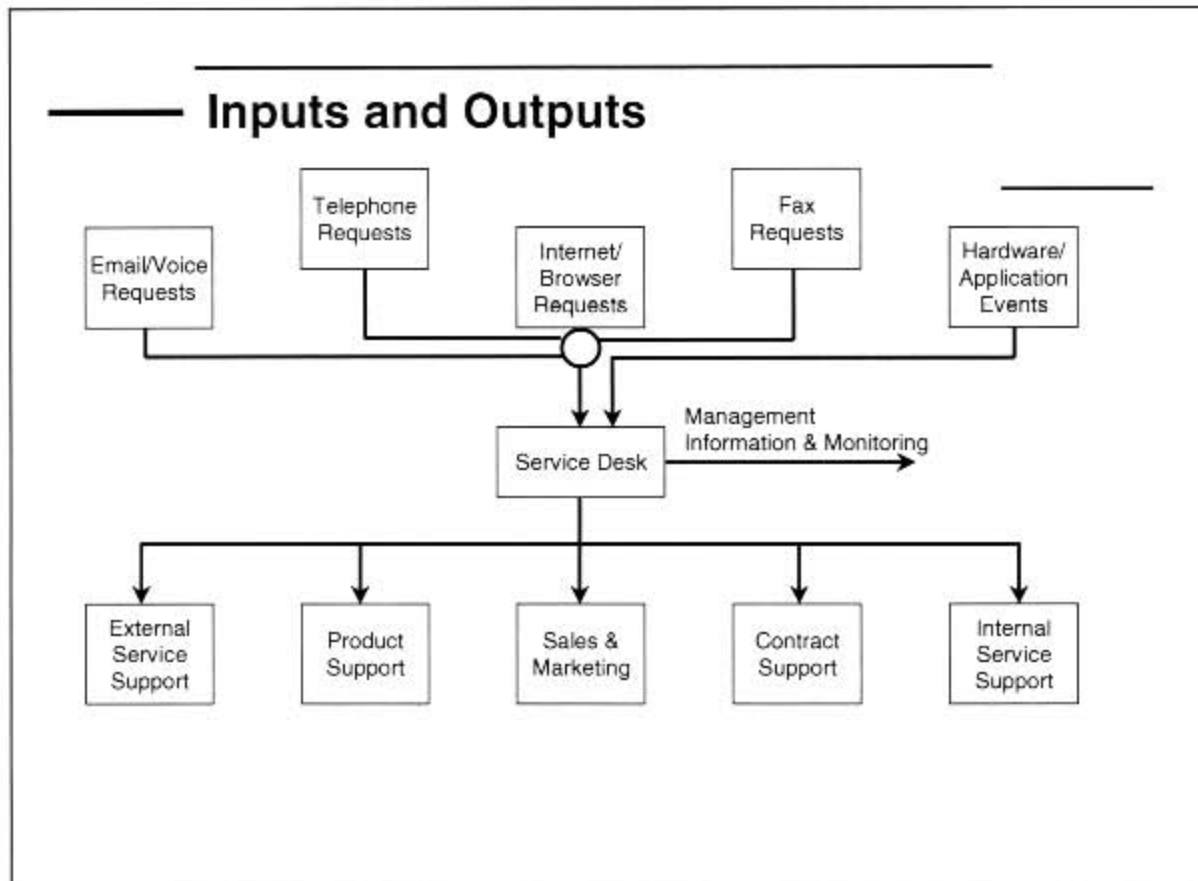 Inputs and Outputs
Telephone
Requests
Fax
Requests
Email/Voice
Requests
Internet/
Browser
Requests
Hardware/
Application
Events
Management
Information & Monitoring
Service Desk
External
Service
Support
Product
Support
Sales &
Marketing
Contract
Support
Internal
Service
Support